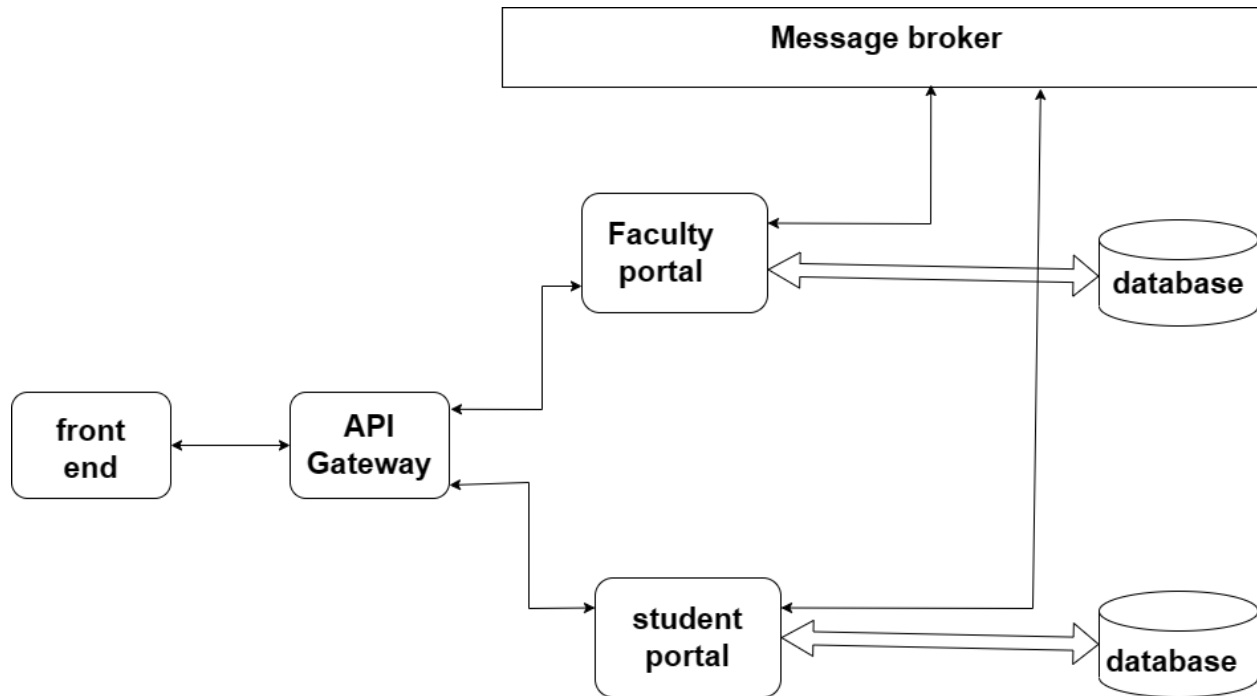 Message broker
Faculty
portal
database
front
end
API
Gateway
student
portal
database